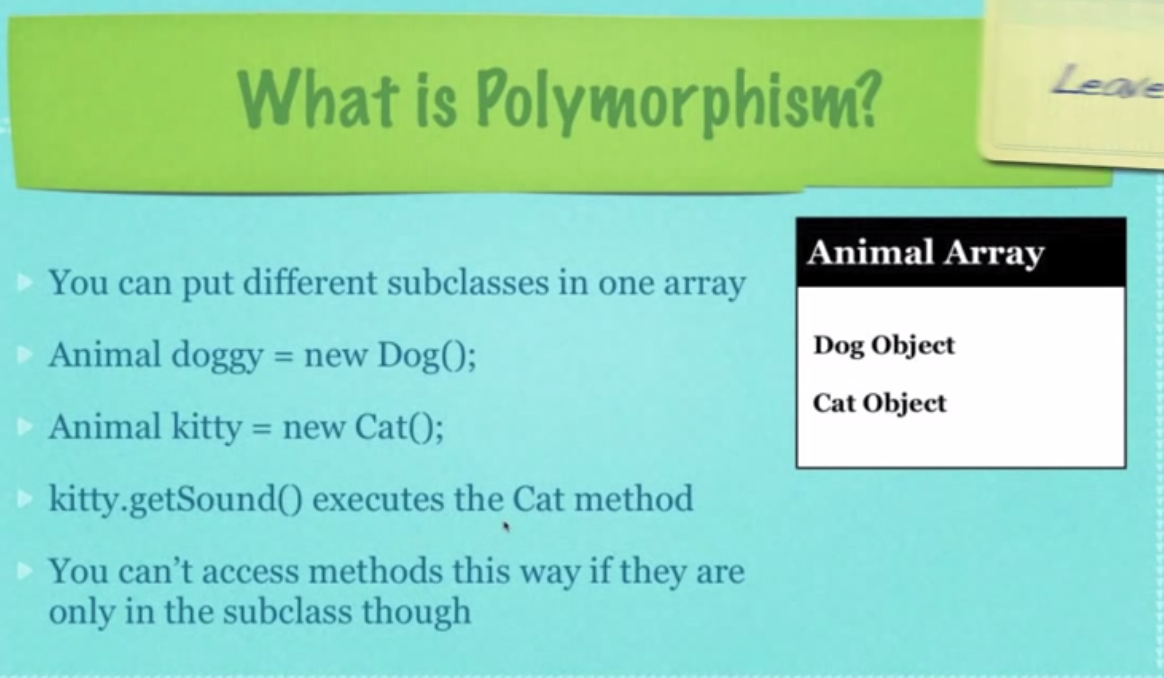 What is Polymorphism?
Leave
You can put different subclasses in one array
Animal doggy = new Dog();
Animal kitty = new Cat();
kitty.getSound() executes the Cat method
You can't access methods this way if they are
only in the subclass though
Animal Array
Dog Object
Cat Object